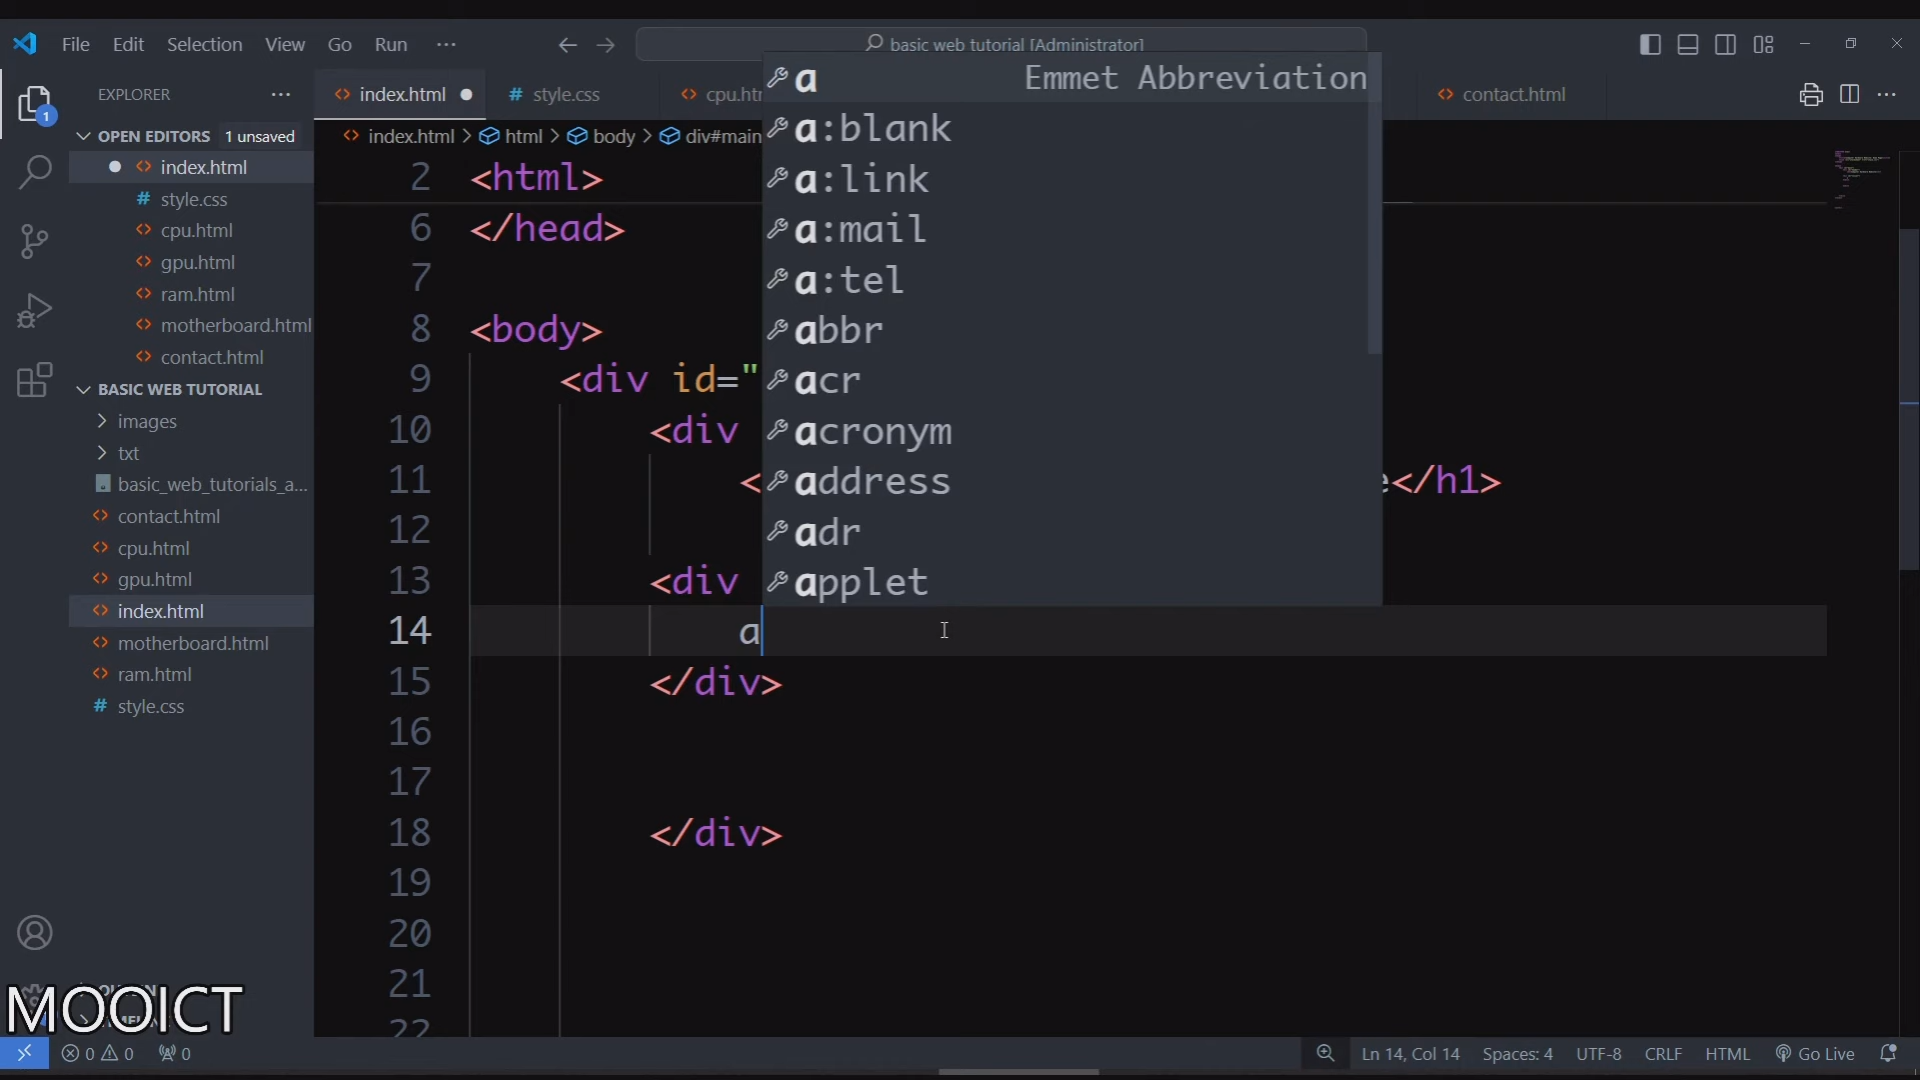 File Edit Selection View Go Run ···
basic web tutorial [Administrator]
EXPLORER ···
index.html
style.css
contact.html
1
OPEN EDITORS 1 unsaved
index.html
style.css
cpu.html
gpu.html
ram.html
motherboard.html
contact.html
BASIC WEB TUTORIAL
images
txt
basic_web_tutorials_a...
contact.html
cpu.html
gpu.html
index.html
motherboard.html
ram.html
style.css
index.html > html > body > div#main
2 <html>
6 </head>
7
8 <body>
9 <div id="
10 <div
11 < </h1>
12
13 <div
14 a
15 </div>
16
17
18 </div>
19
20
21
22
a Emmet Abbreviation
a:blank
a:link
a:mail
a:tel
abbr
acr
acronym
address
adr
applet
MOOICT
0 0 0
Ln 14, Col 14 Spaces: 4 UTF-8 CRLF HTML Go Live